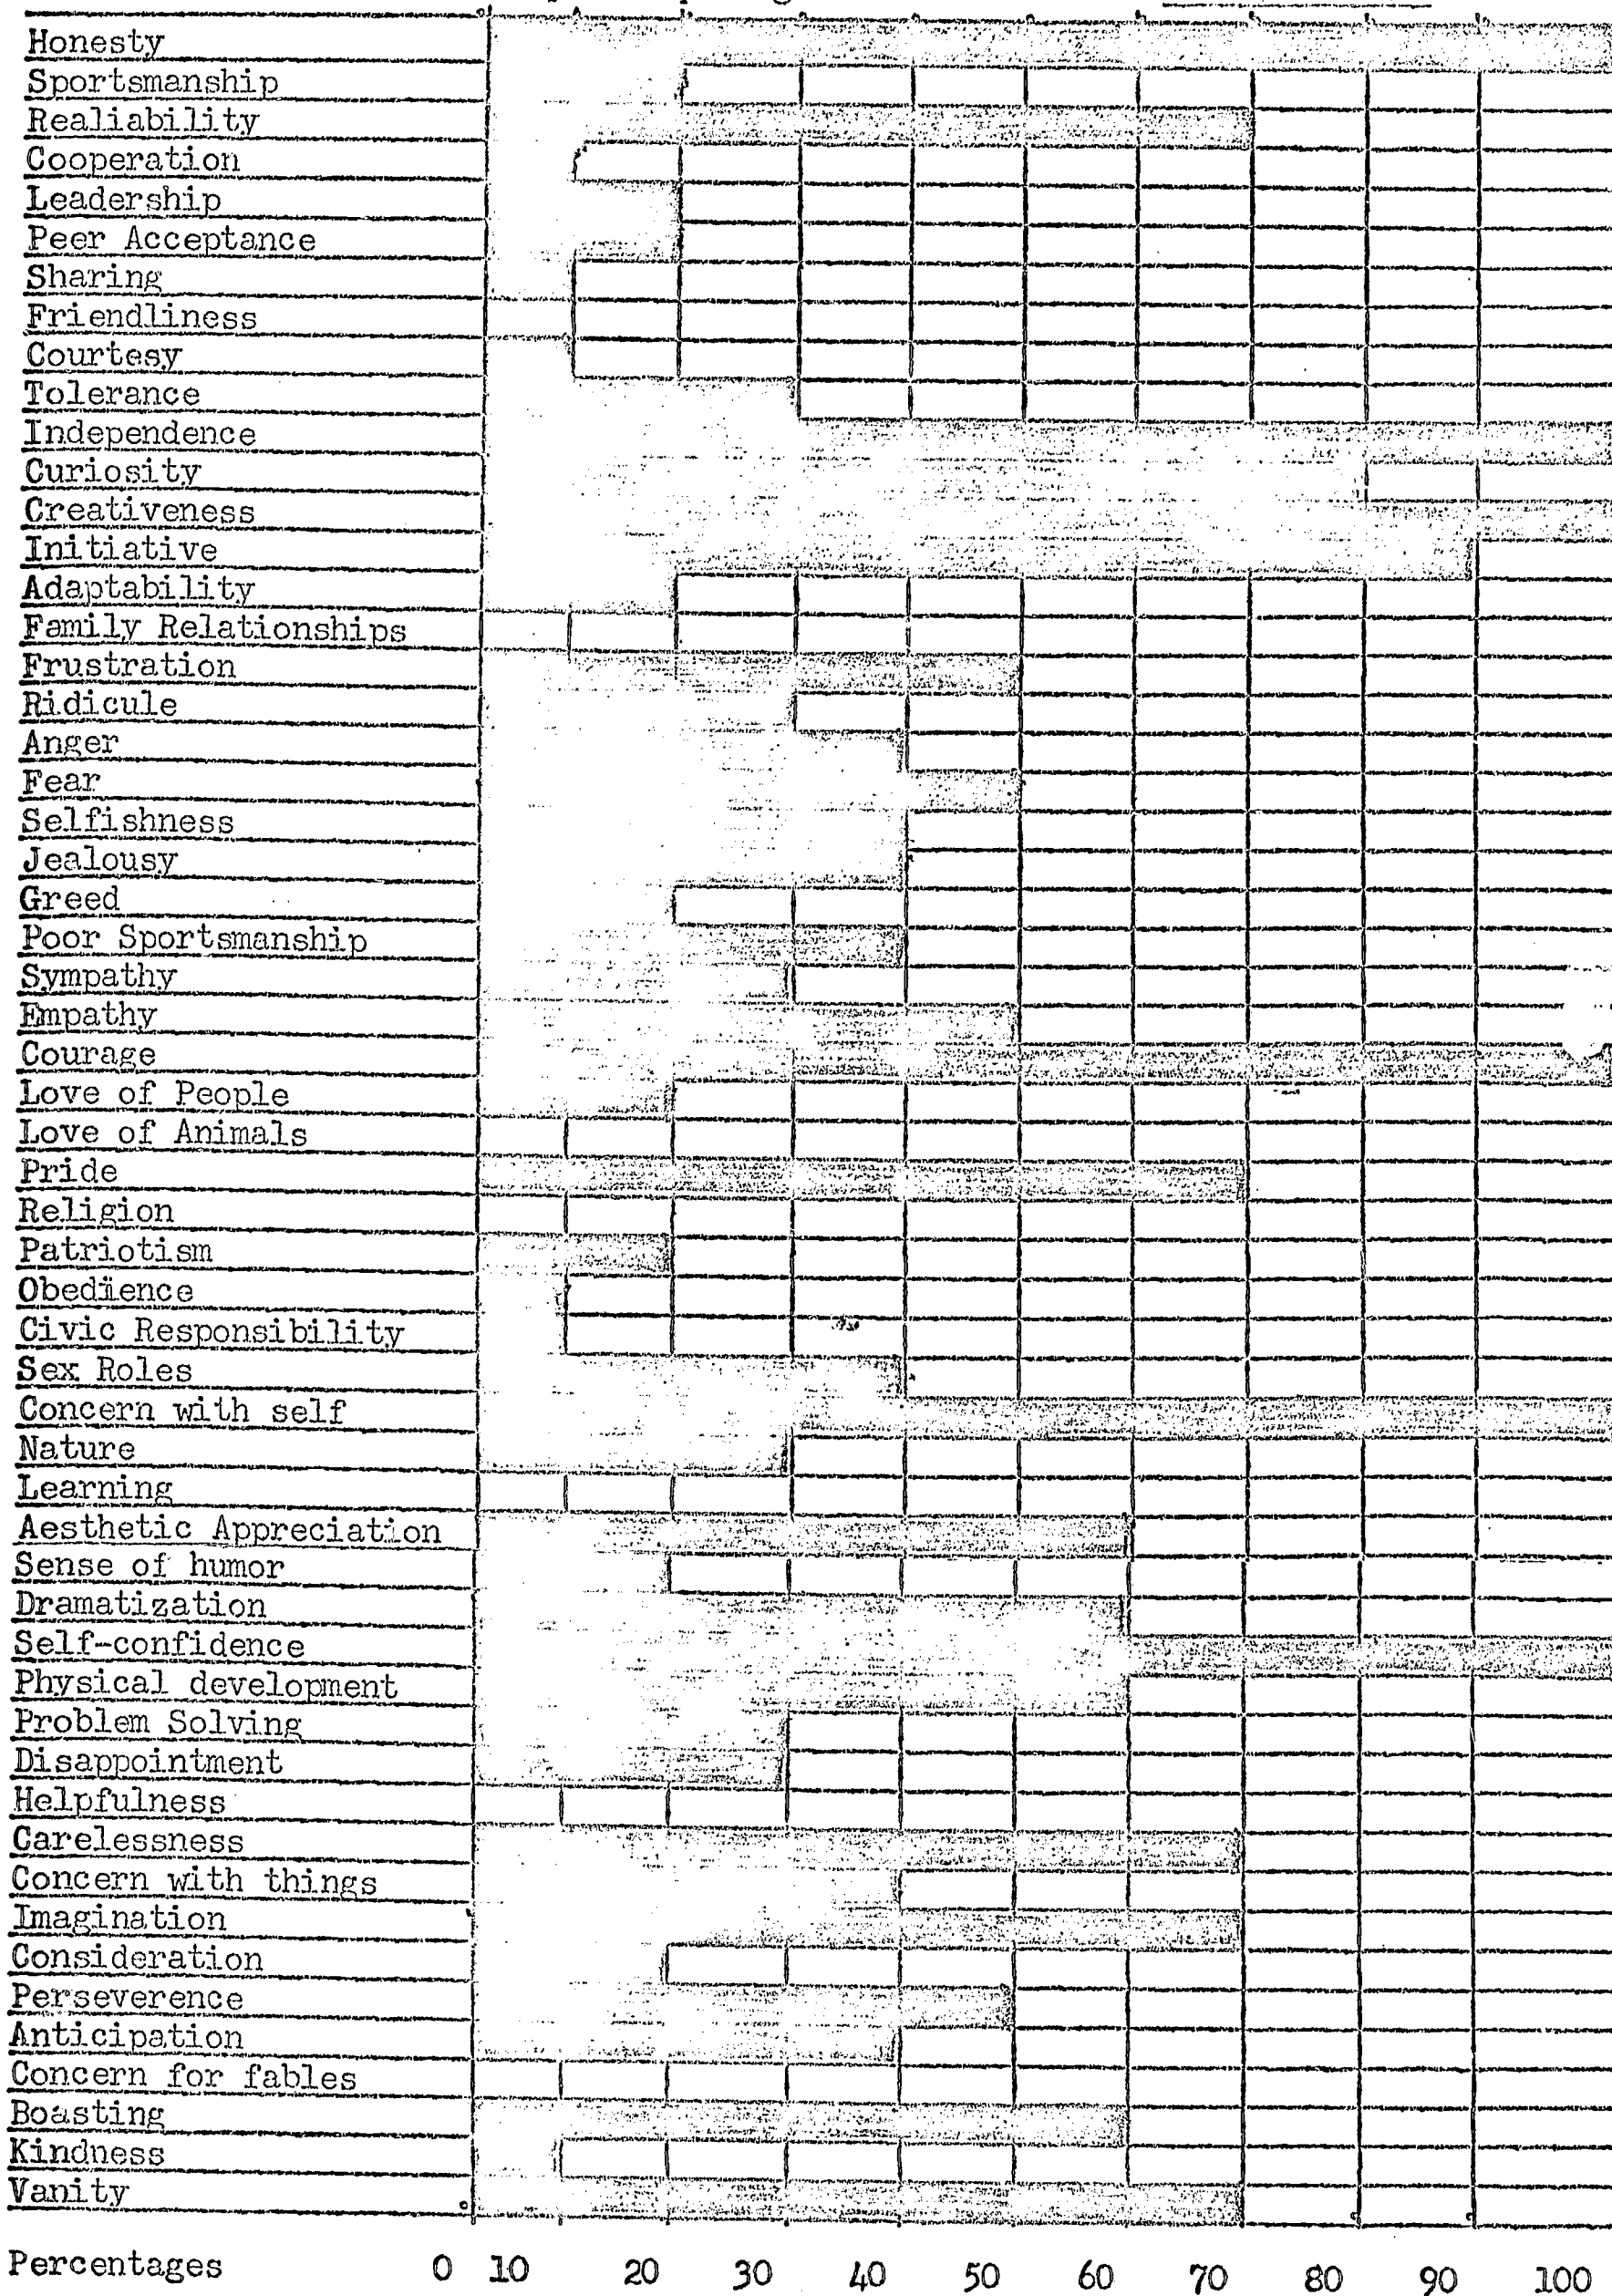 Honesty
Sportsmanship
Realiability
Cooperation
Leadership
Peer Acceptance
Sharing
Friendliness
Courtesy
Tolerance
Independence
Curiosity
Creativeness
Initiative
Adaptability
Family Relationships
Frustration
Ridicule
Anger
Fear
Selfishness
Jealousy
Greed
Poor Sportsmanship
Sympathy
Empathy
Courage
Love of People
Love of Animals
Pride
Religion
Patriotism
Obedience
Civic Responsibility
Sex Roles
Concern with self
Nature
Learning
Aesthetic Appreciation
Sense of humor
Dramatization
Self-confidence
Physical development
Problem Solving
Disappointment
Helpfulness
Carelessness
Concern with things
Imagination
Consideration
Perseverence
Anticipation
Concern for fables
Boasting
Kindness
Vanity
Percentages 0 10 20 30 40 50 60 70 80 90 100